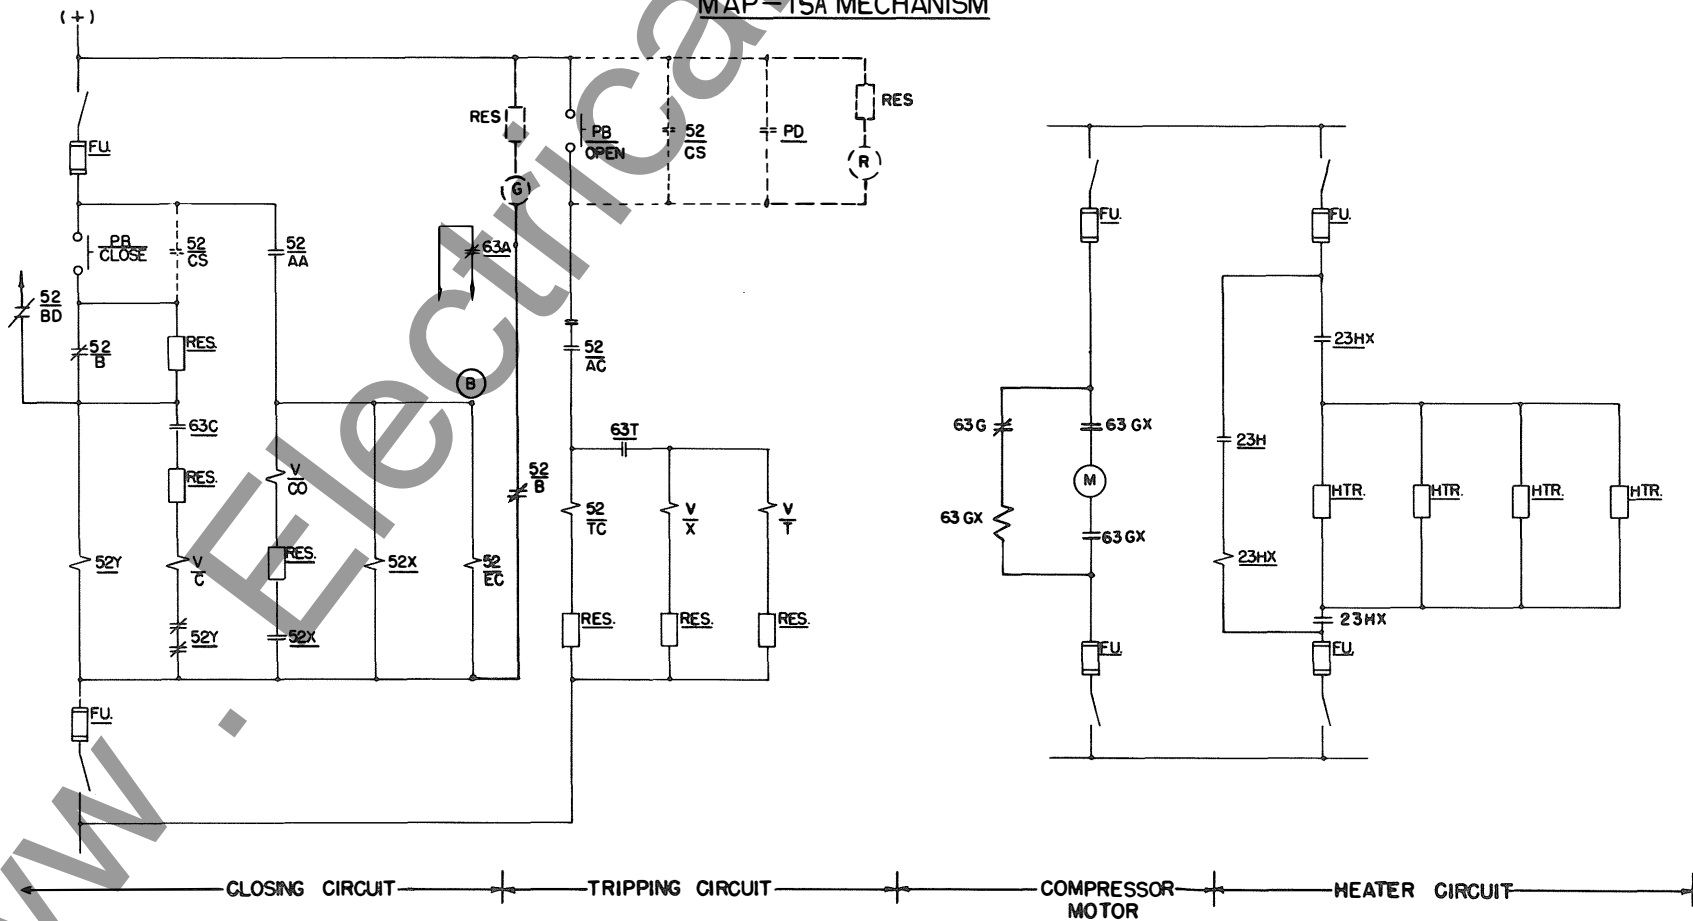 MAP-15A MECHANISM
(+)
FU.
PB
CLOSE
52
CS
52
AA
52
BD
52
B
RES.
63C
RES.
52Y
V
C
52Y
V
CO
RES.
52X
52X
52
EC
B
63A
RES
G
52
B
FU.
PB
OPEN
52
CS
PD
RES
R
52
AC
63T
52
TC
V
X
V
T
RES.
RES.
RES.
FU.
63G
63 GX
M
63 GX
63 GX
FU.
FU.
23HX
23H
23HX
HTR.
HTR.
HTR.
HTR.
23HX
FU.
CLOSING CIRCUIT
TRIPPING CIRCUIT
COMPRESSOR
MOTOR
HEATER CIRCUIT
w . Electrica